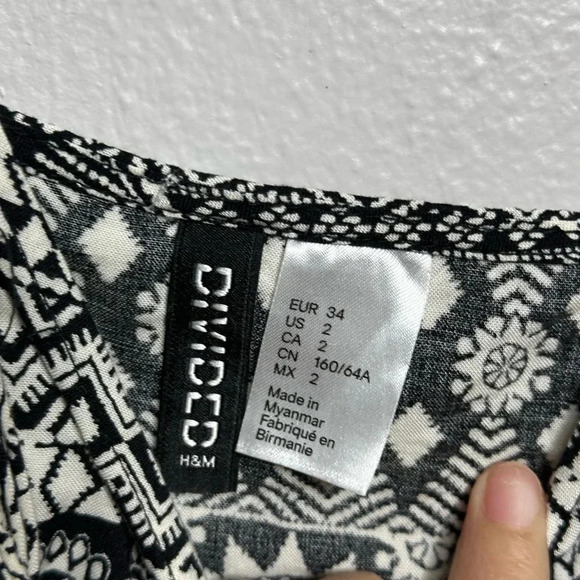 DIVIDED
H&M
EUR 34
US 2
CA 2
CN 160/64A
MX 2
Made in
Myanmar
Fabriqué en
Birmanie